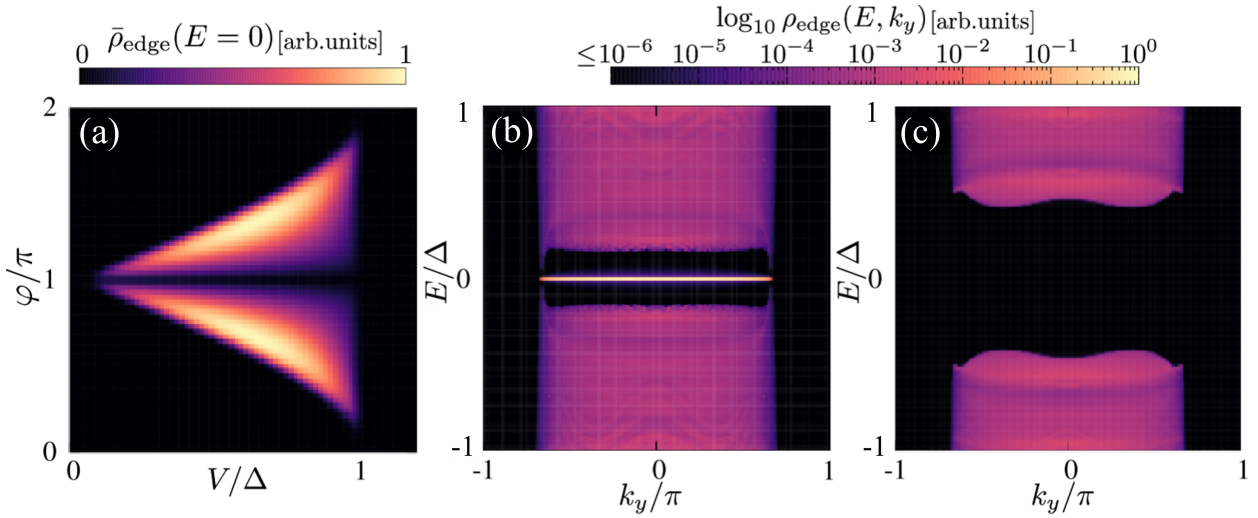 ρ̄edge(E = 0)[arb.units]
0 1
log10 ρedge(E, ky)[arb.units]
≤10⁻⁶ 10⁻⁵ 10⁻⁴ 10⁻³ 10⁻² 10⁻¹ 10⁰
(a)
2
1
0
φ/π
0 1
V/Δ
(b)
1
0
-1
E/Δ
-1 0 1
ky/π
(c)
1
0
-1
E/Δ
-1 0 1
ky/π